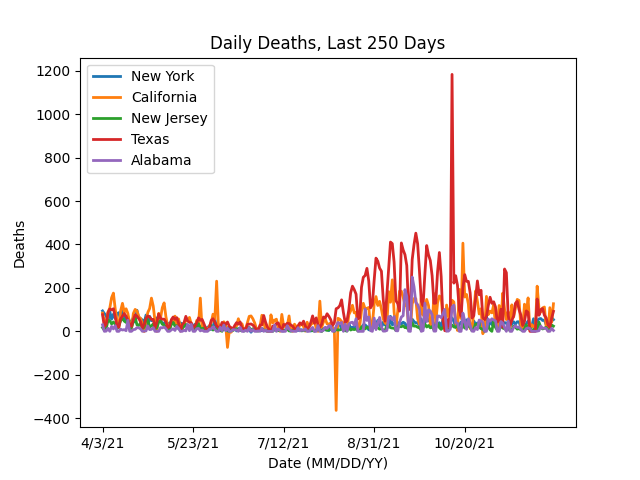 Daily Deaths, Last 250 Days
New York
California
New Jersey
Texas
Alabama
1200
1000
800
600
400
200
0
−200
−400
Deaths
4/3/21 5/23/21 7/12/21 8/31/21 10/20/21
Date (MM/DD/YY)